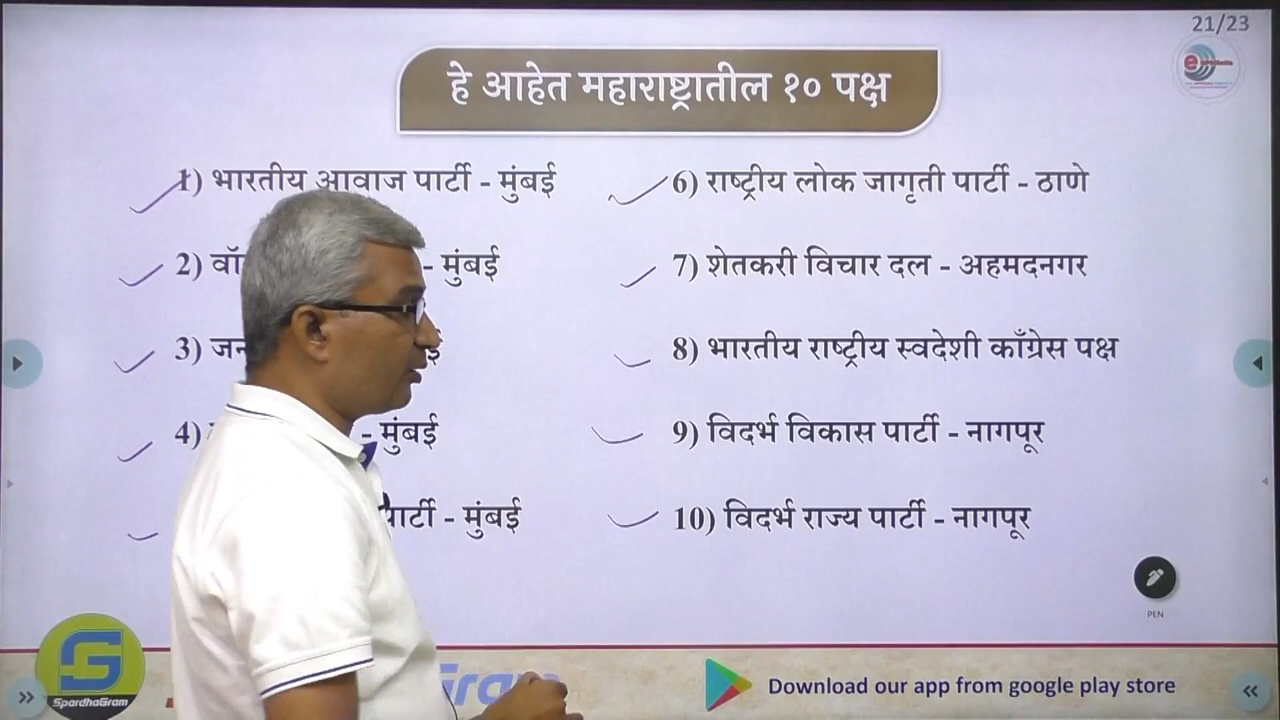 21/23
हे आहेत महाराष्ट्रातील १० पक्ष
1) भारतीय आवाज पार्टी - मुंबई
2) - मुंबई
3)
4) - मुंबई
पार्टी - मुंबई
6) राष्ट्रीय लोक जागृती पार्टी - ठाणे
7) शेतकरी विचार दल - अहमदनगर
8) भारतीय राष्ट्रीय स्वदेशी काँग्रेस पक्ष
9) विदर्भ विकास पार्टी - नागपूर
10) विदर्भ राज्य पार्टी - नागपूर
PEN
SpardhaGram
Download our app from google play store